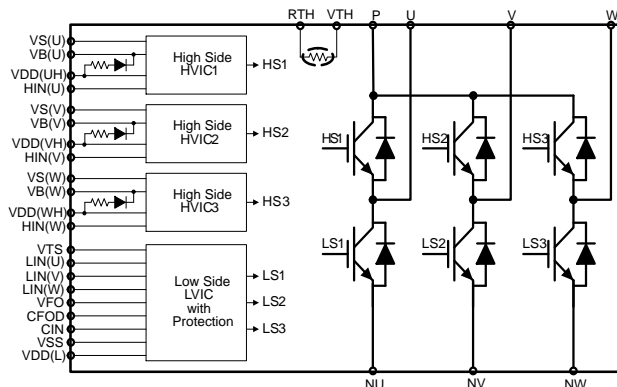 RTH VTH P U V W
VS(U)
VB(U)
VDD(UH)
HIN(U)
High Side
HVIC1
HS1
VS(V)
VB(V)
VDD(VH)
HIN(V)
High Side
HVIC2
HS2
VS(W)
VB(W)
VDD(WH)
HIN(W)
High Side
HVIC3
HS3
VTS
LIN(U)
LIN(V)
LIN(W)
VFO
CFOD
CIN
VSS
VDD(L)
Low Side
LVIC
with
Protection
LS1
LS2
LS3
HS1 HS2 HS3
LS1 LS2 LS3
NU NV NW